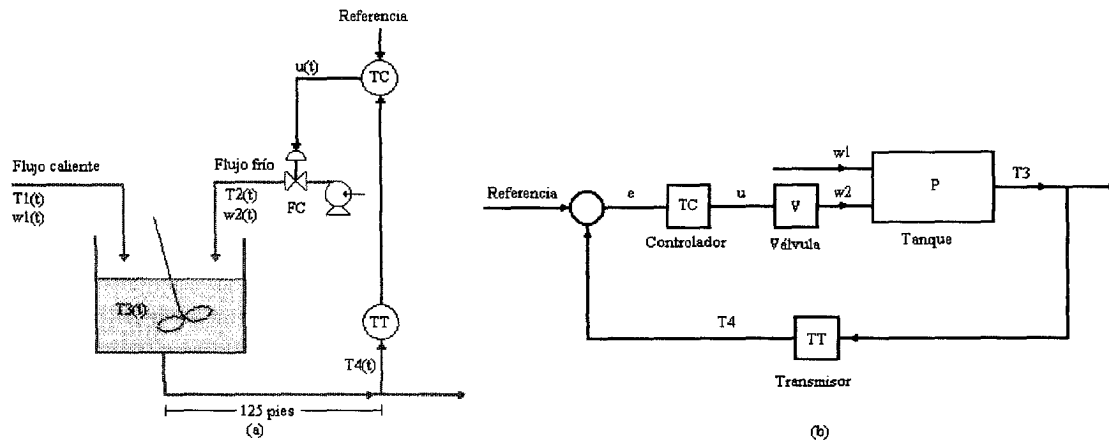 Referencia
u(t)
TC
Flujo caliente
T1(t)
w1(t)
Flujo frío
T2(t)
w2(t)
FC
T3(t)
TT
T4(t)
125 pies
(a)
Referencia
e
TC
Controlador
u
V
Válvula
w1
w2
P
Tanque
T3
T4
TT
Transmisor
(b)